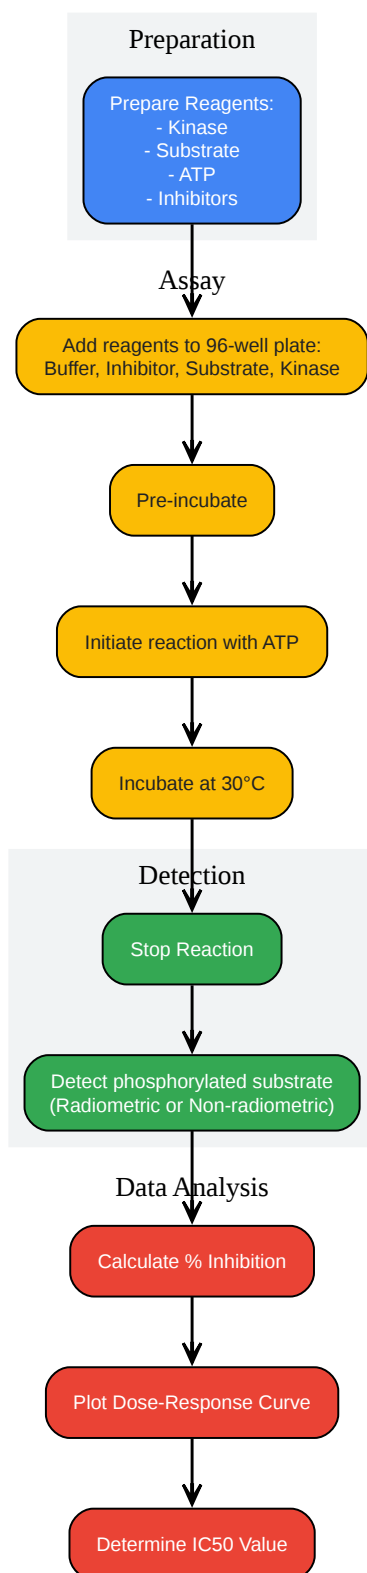 Preparation
Prepare Reagents:
- Kinase
- Substrate
- ATP
- Inhibitors
Assay
Add reagents to 96-well plate:
Buffer, Inhibitor, Substrate, Kinase
Pre-incubate
Initiate reaction with ATP
Incubate at 30°C
Detection
Stop Reaction
Detect phosphorylated substrate
(Radiometric or Non-radiometric)
Data Analysis
Calculate % Inhibition
Plot Dose-Response Curve
Determine IC50 Value